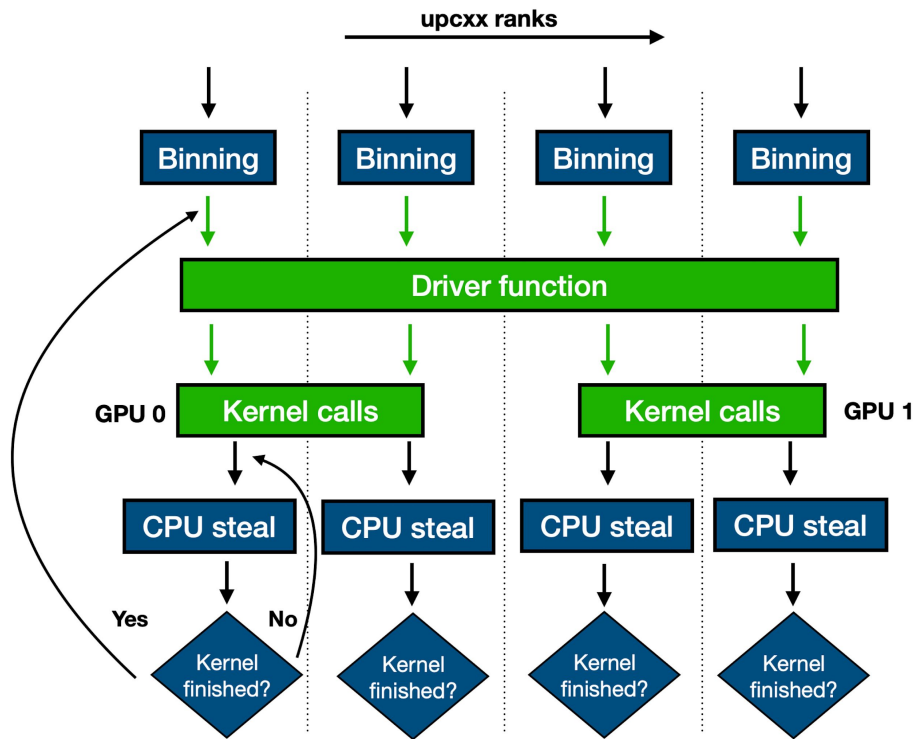 upcxx ranks
Binning
Binning
Binning
Binning
Driver function
GPU 0
Kernel calls
Kernel calls
GPU 1
CPU steal
CPU steal
CPU steal
CPU steal
Yes
No
Kernel
finished?
Kernel
finished?
Kernel
finished?
Kernel
finished?